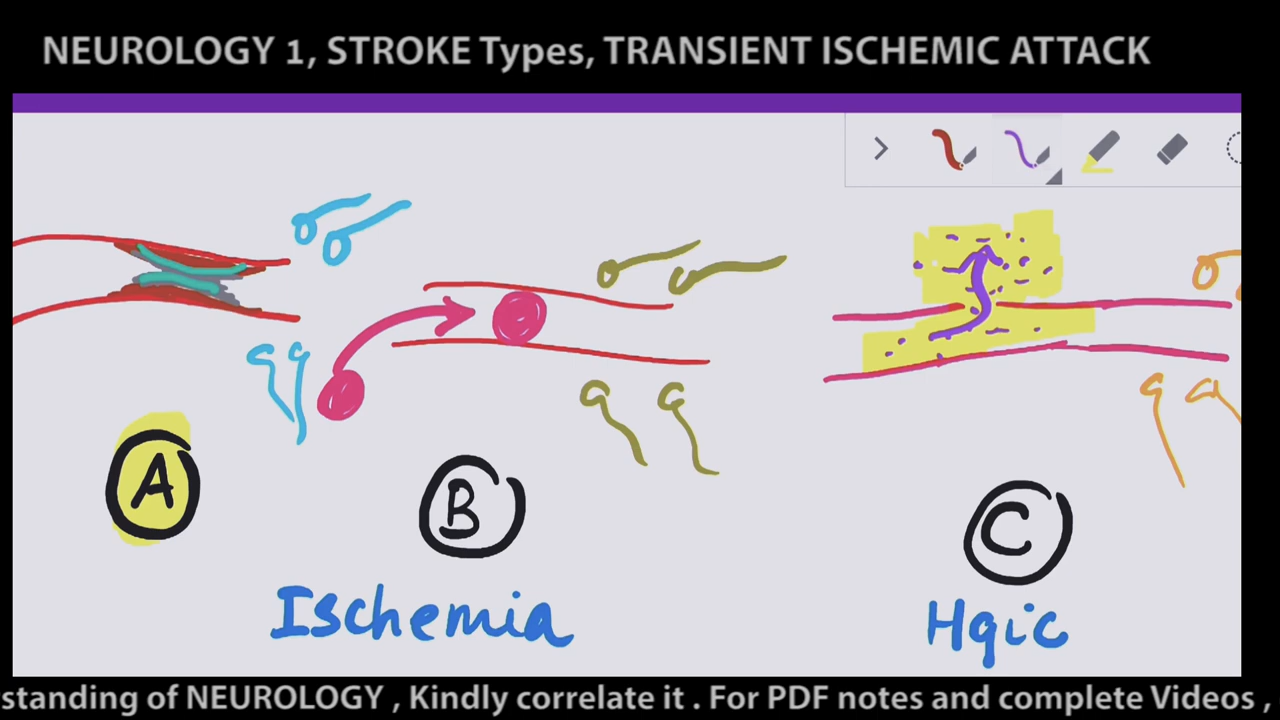 NEUROLOGY 1, STROKE Types, TRANSIENT ISCHEMIC ATTACK
A
B
C
Ischemia
Hgic
standing of NEUROLOGY , Kindly correlate it . For PDF notes and complete Videos ,